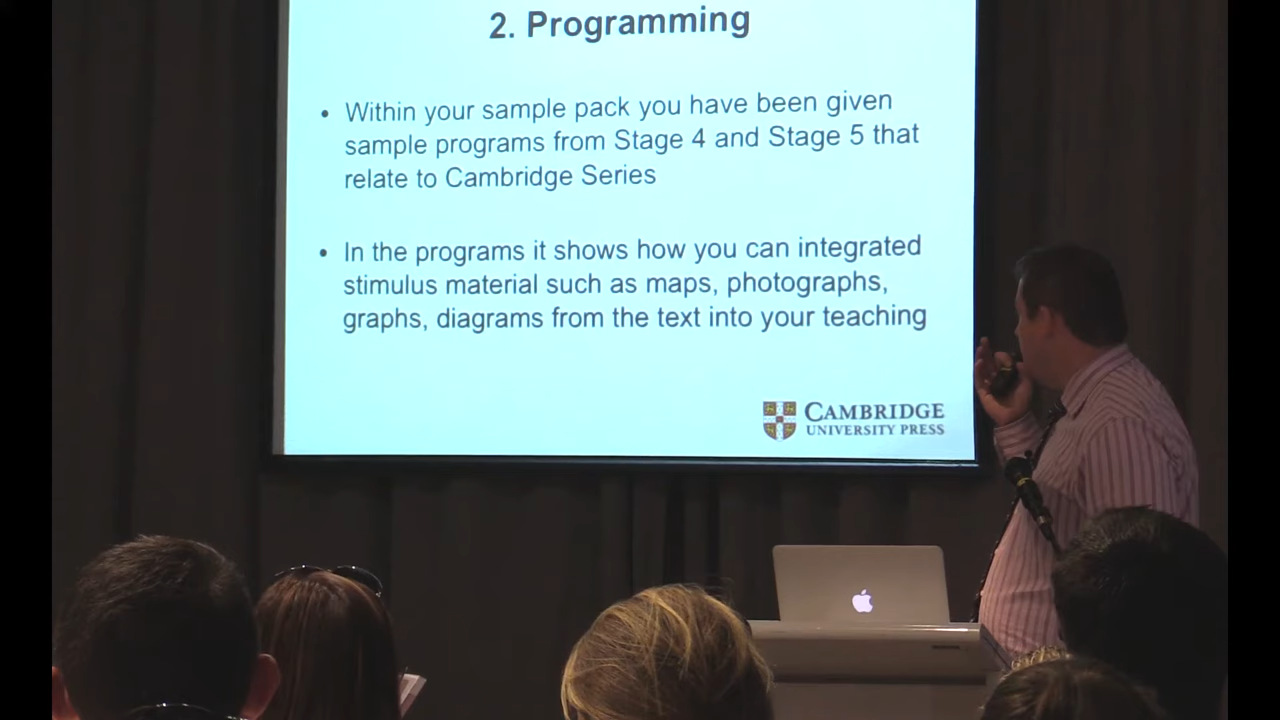 2. Programming
• Within your sample pack you have been given
sample programs from Stage 4 and Stage 5 that
relate to Cambridge Series
• In the programs it shows how you can integrated
stimulus material such as maps, photographs,
graphs, diagrams from the text into your teaching
CAMBRIDGE
UNIVERSITY PRESS